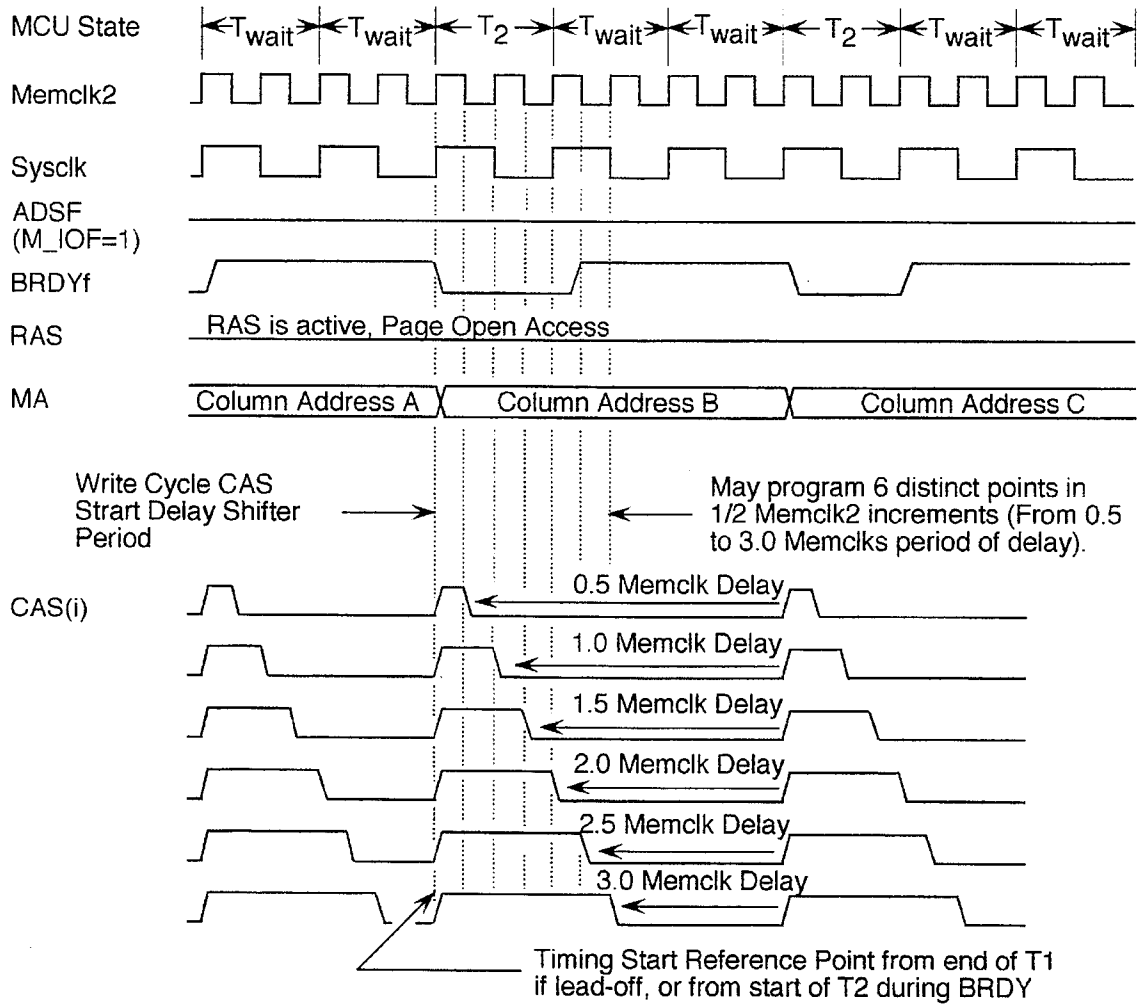 MCU State
Twait Twait T2 Twait Twait T2 Twait Twait
Memclk2
Sysclk
ADSF
(M_IOF=1)
BRDYf
RAS is active, Page Open Access
RAS
MA
Column Address A Column Address B Column Address C
Write Cycle CAS
Strart Delay Shifter
Period
May program 6 distinct points in
1/2 Memclk2 increments (From 0.5
to 3.0 Memclks period of delay).
CAS(i)
0.5 Memclk Delay
1.0 Memclk Delay
1.5 Memclk Delay
2.0 Memclk Delay
2.5 Memclk Delay
3.0 Memclk Delay
Timing Start Reference Point from end of T1
if lead-off, or from start of T2 during BRDY